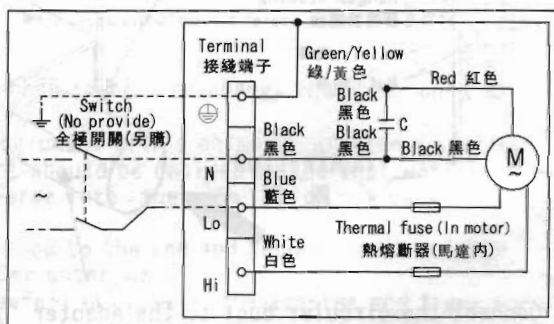 Terminal
接綫端子
Green/Yellow
綠/黃色
Red 紅色
Switch
(No provide)
全極開關(另購)
Black
黑色
Black
黑色
C
Black
黑色
Black 黑色
M
Blue
藍色
Lo
Thermal fuse (In motor)
熱熔斷器(馬達内)
White
白色
Hi